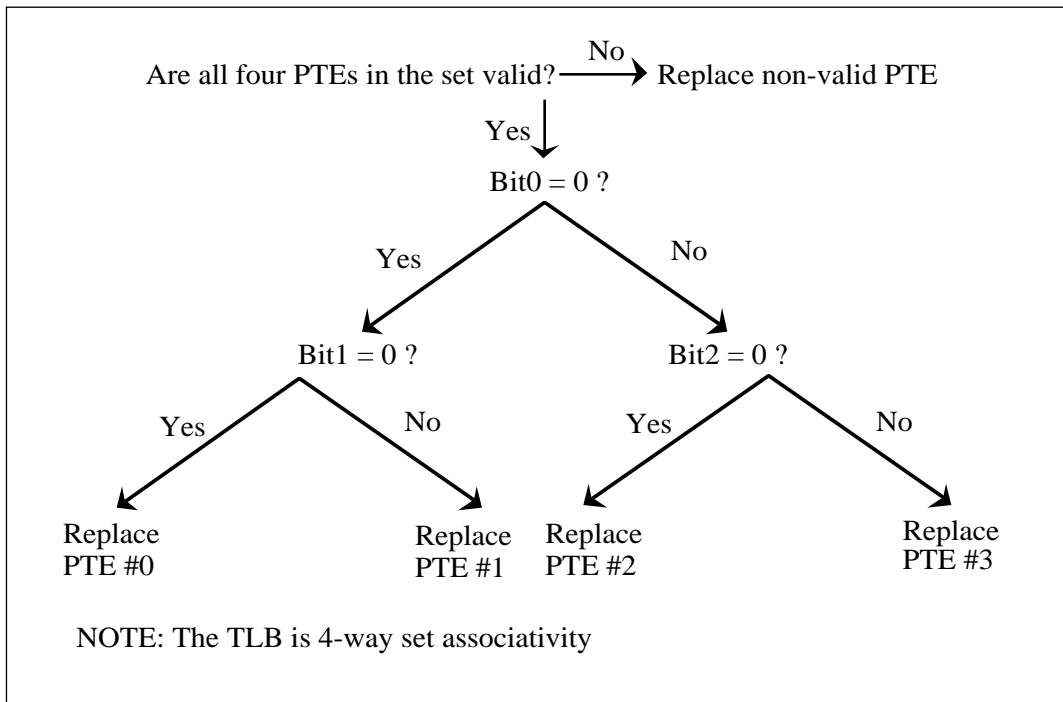 No
Are all four PTEs in the set valid? Replace non-valid PTE
Yes
Bit0 = 0 ?
Yes No
Bit1 = 0 ? Bit2 = 0 ?
Yes No Yes No
Replace
PTE #0
Replace
PTE #1
Replace
PTE #2
Replace
PTE #3
NOTE: The TLB is 4-way set associativity